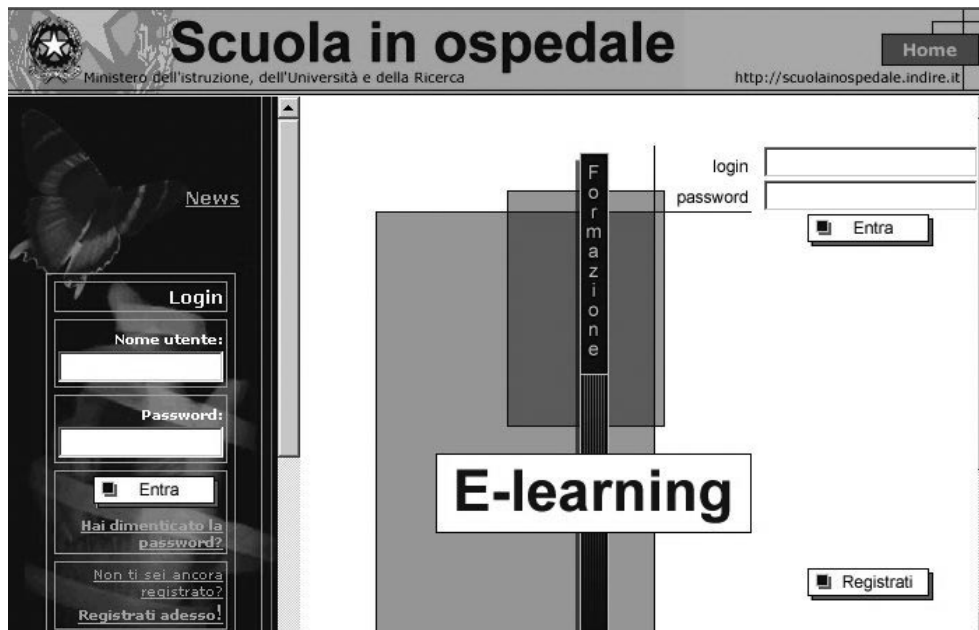 Scuola in ospedale
Home
Ministero dell'istruzione, dell'Università e della Ricerca
http://scuolainospedale.indire.it
News
Login
Nome utente:
Password:
Entra
Hai dimenticato la
password?
Non ti sei ancora
registrato?
Registrati adesso!
Formazione
E-learning
login
password
Entra
Registrati